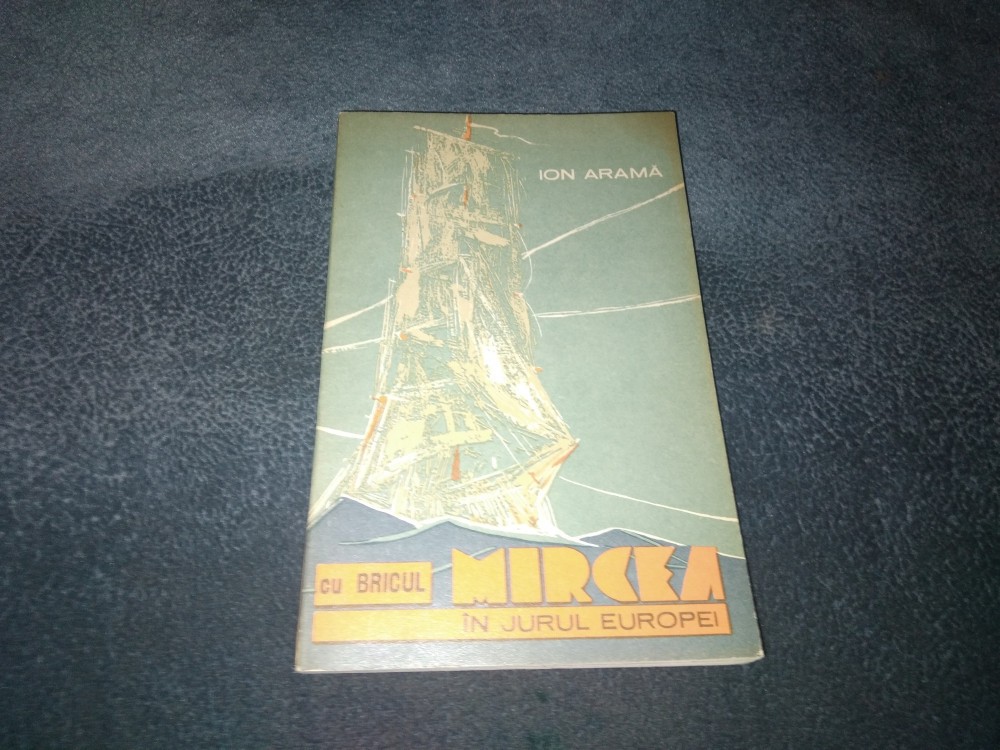 ION ARAMĂ
cu BRICUL MIRCEA
ÎN JURUL EUROPEI